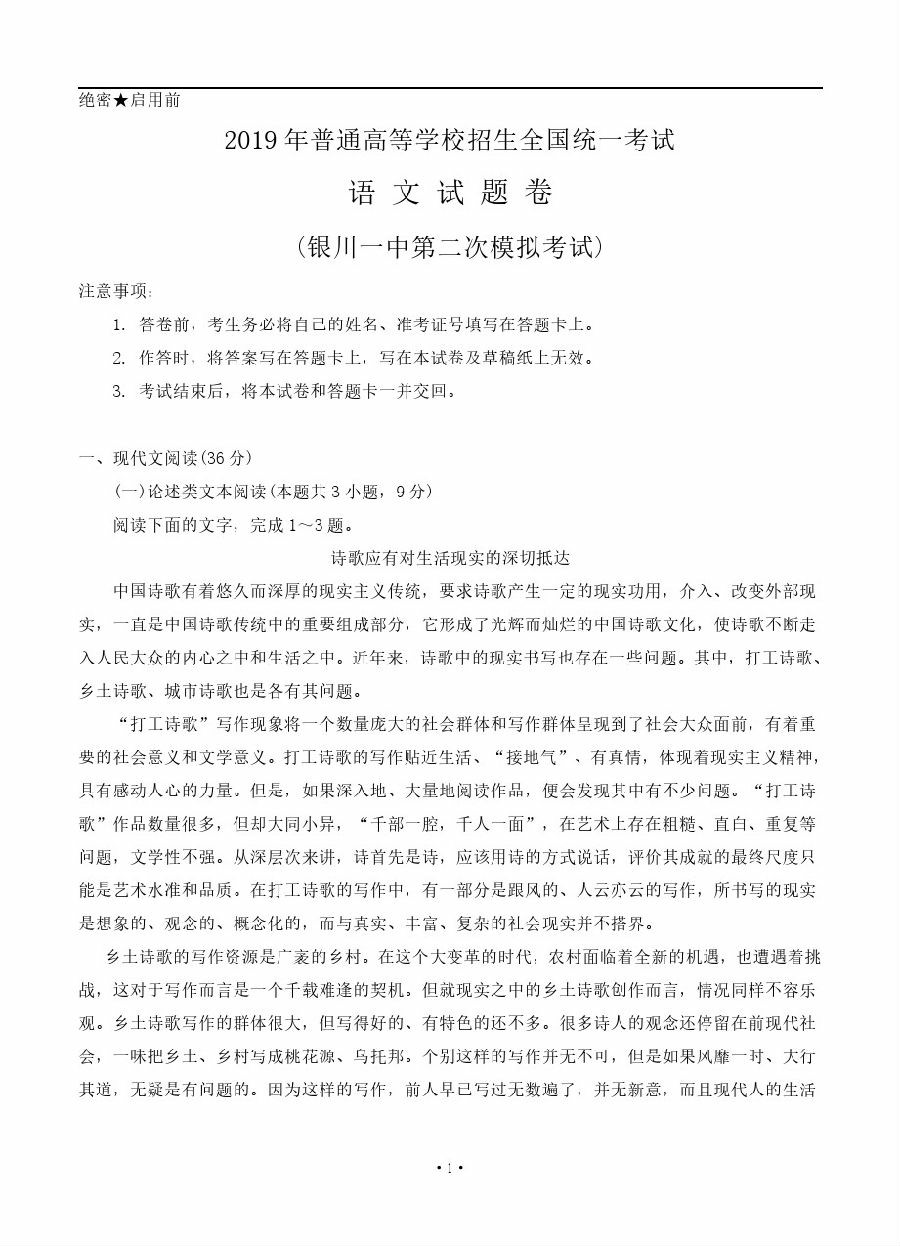 绝密★启用前
2019年普通高等学校招生全国统一考试
语 文 试 题 卷
(银川一中第二次模拟考试)
注意事项：
1. 答卷前，考生务必将自己的姓名、准考证号填写在答题卡上。
2. 作答时，将答案写在答题卡上，写在本试卷及草稿纸上无效。
3. 考试结束后，将本试卷和答题卡一并交回。
一、现代文阅读(36分)
(一)论述类文本阅读(本题共3小题，9分)
阅读下面的文字，完成1～3题。
诗歌应有对生活现实的深切抵达
中国诗歌有着悠久而深厚的现实主义传统，要求诗歌产生一定的现实功用，介入、改变外部现
实，一直是中国诗歌传统中的重要组成部分，它形成了光辉而灿烂的中国诗歌文化，使诗歌不断走
入人民大众的内心之中和生活之中。近年来，诗歌中的现实书写也存在一些问题。其中，打工诗歌、
乡土诗歌、城市诗歌也是各有其问题。
“打工诗歌”写作现象将一个数量庞大的社会群体和写作群体呈现到了社会大众面前，有着重
要的社会意义和文学意义。打工诗歌的写作贴近生活、“接地气”、有真情，体现着现实主义精神，
具有感动人心的力量。但是，如果深入地、大量地阅读作品，便会发现其中有不少问题。“打工诗
歌”作品数量很多，但却大同小异，“千部一腔，千人一面”，在艺术上存在粗糙、直白、重复等
问题，文学性不强。从深层次来讲，诗首先是诗，应该用诗的方式说话，评价其成就的最终尺度只
能是艺术水准和品质。在打工诗歌的写作中，有一部分是跟风的、人云亦云的写作，所书写的现实
是想象的、观念的、概念化的，而与真实、丰富、复杂的社会现实并不搭界。
乡土诗歌的写作资源是广袤的乡村。在这个大变革的时代，农村面临着全新的机遇，也遭遇着挑
战，这对于写作而言是一个千载难逢的契机。但就现实之中的乡土诗歌创作而言，情况同样不容乐
观。乡土诗歌写作的群体很大，但写得好的、有特色的还不多。很多诗人的观念还停留在前现代社
会，一味把乡土、乡村写成桃花源、乌托邦。个别这样的写作并无不可，但是如果风靡一时、大行
其道，无疑是有问题的。因为这样的写作，前人早已写过无数遍了，并无新意，而且现代人的生活
·1·